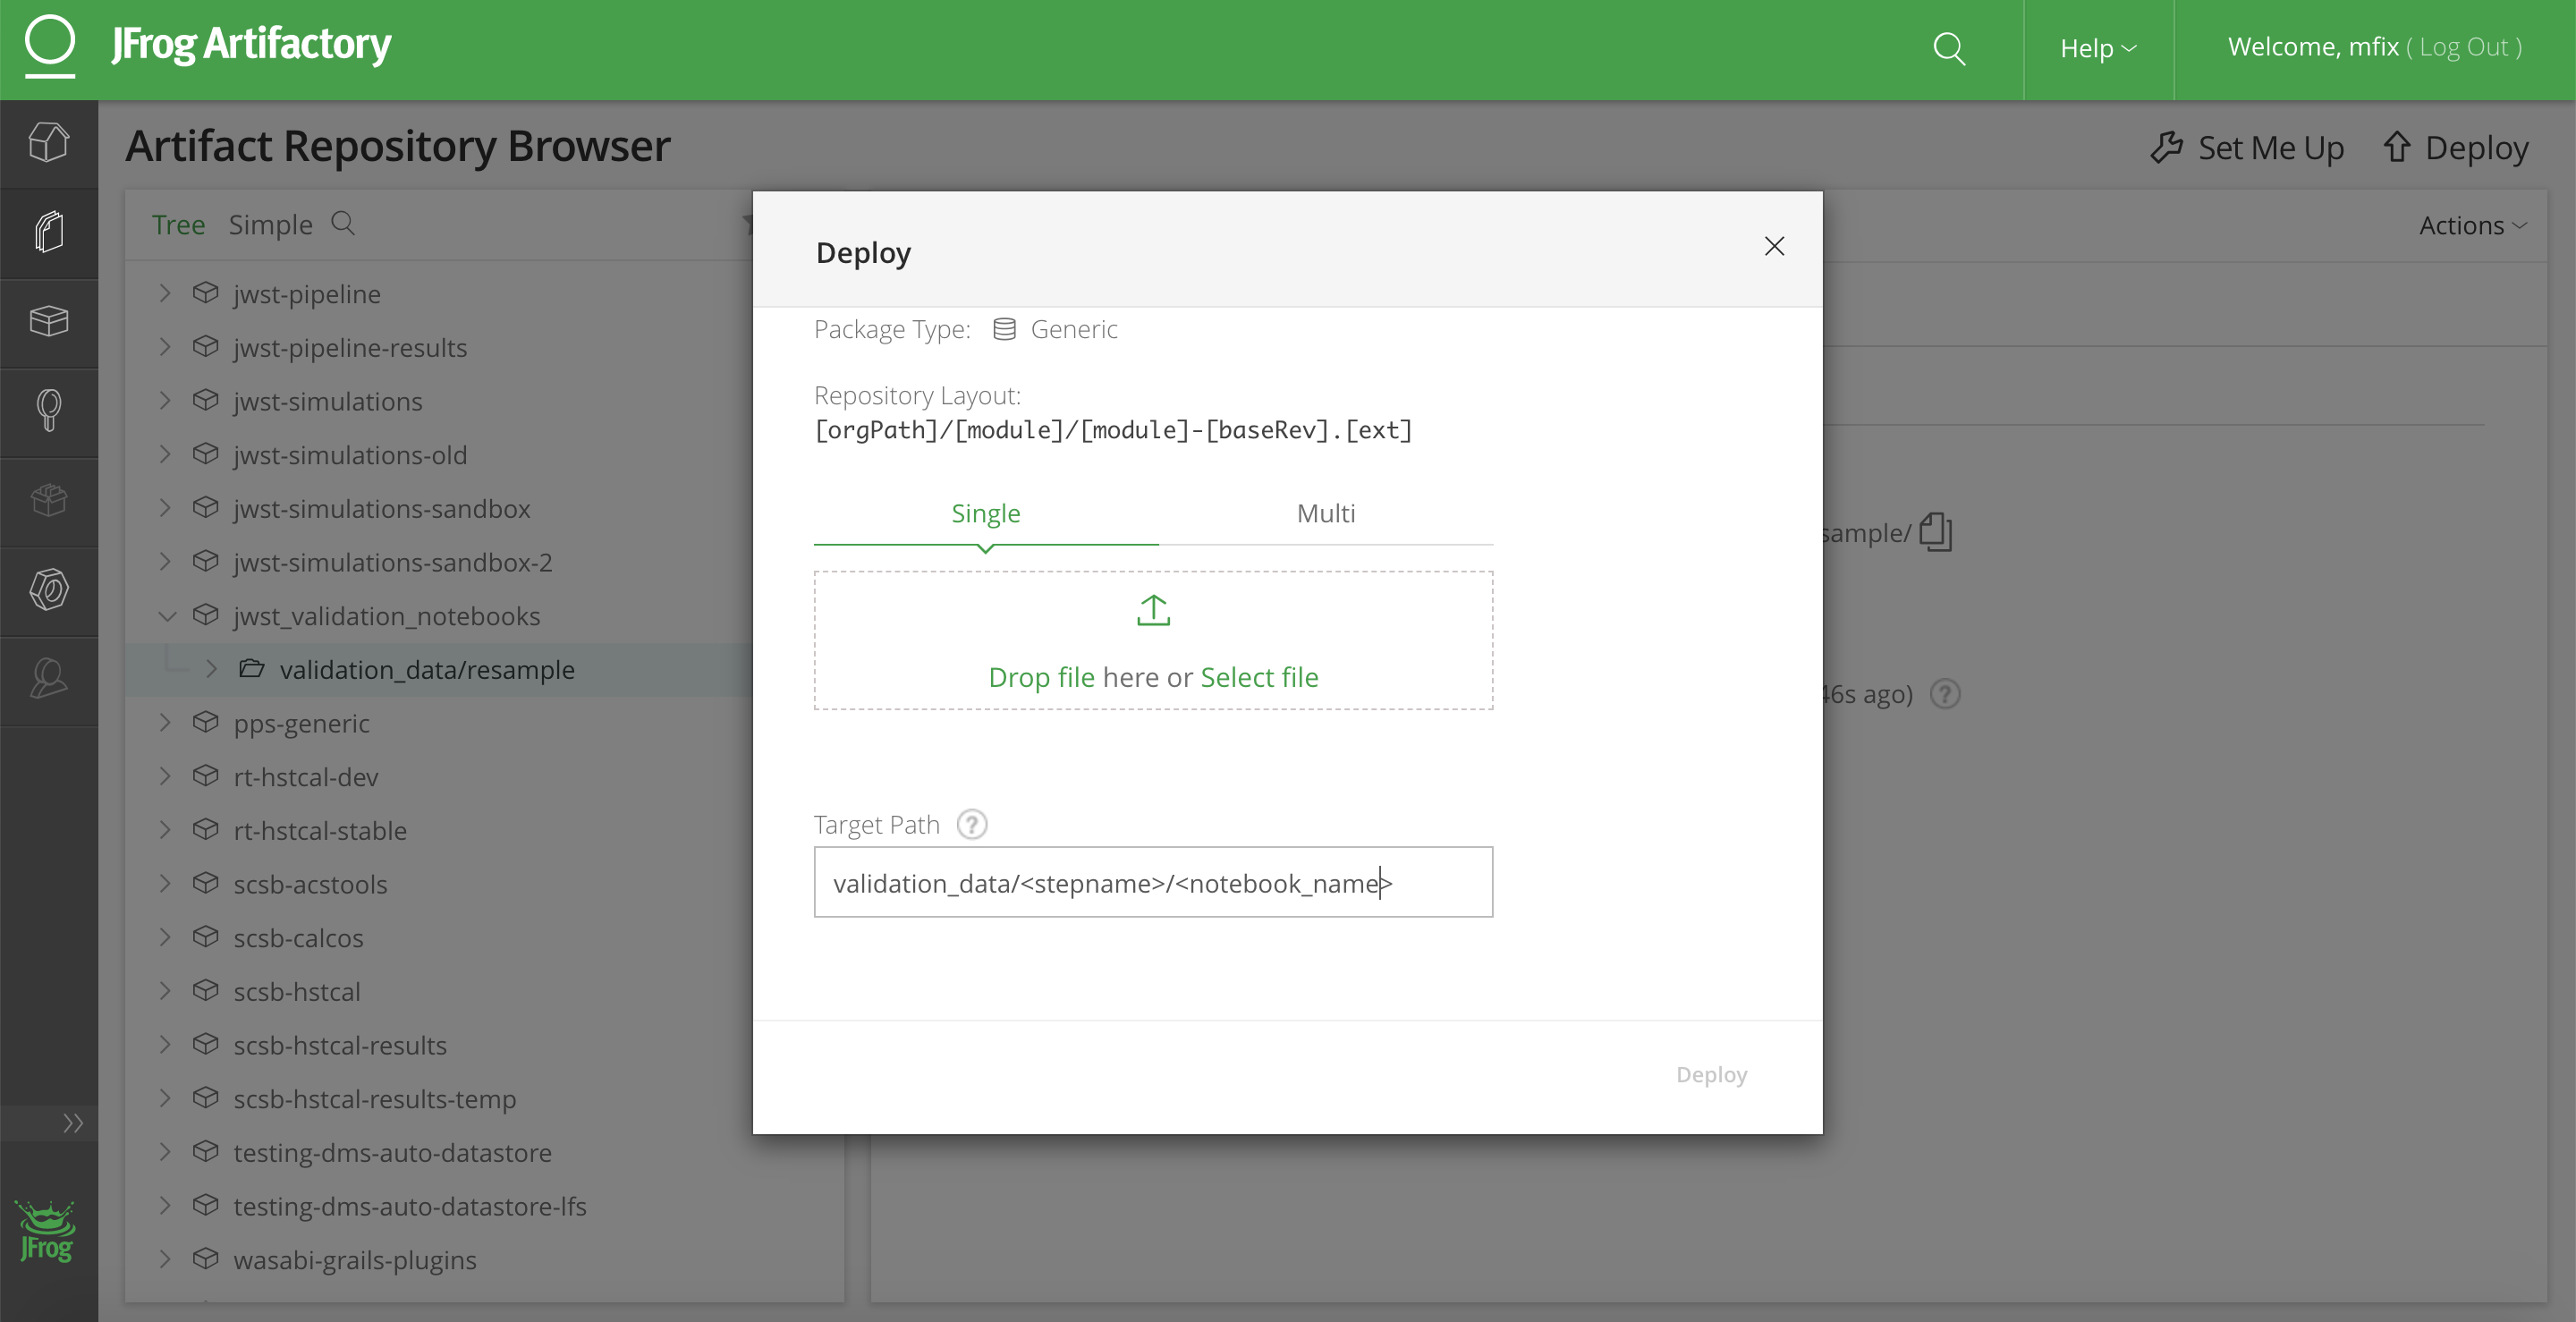 JFrog Artifactory
Help
Welcome, mfix ( Log Out )
Artifact Repository Browser
Set Me Up
Deploy
Tree
Simple
Actions
jwst-pipeline
jwst-pipeline-results
jwst-simulations
jwst-simulations-old
jwst-simulations-sandbox
jwst-simulations-sandbox-2
jwst_validation_notebooks
validation_data/resample
pps-generic
rt-hstcal-dev
rt-hstcal-stable
scsb-acstools
scsb-calcos
scsb-hstcal
scsb-hstcal-results
scsb-hstcal-results-temp
testing-dms-auto-datastore
testing-dms-auto-datastore-lfs
wasabi-grails-plugins
JFrog
Deploy
Package Type: Generic
Repository Layout:
[orgPath]/[module]/[module]-[baseRev].[ext]
Single
Multi
Drop file here or Select file
Target Path ?
validation_data/<stepname>/<notebook_name>
Deploy
sample/
46s ago) ?